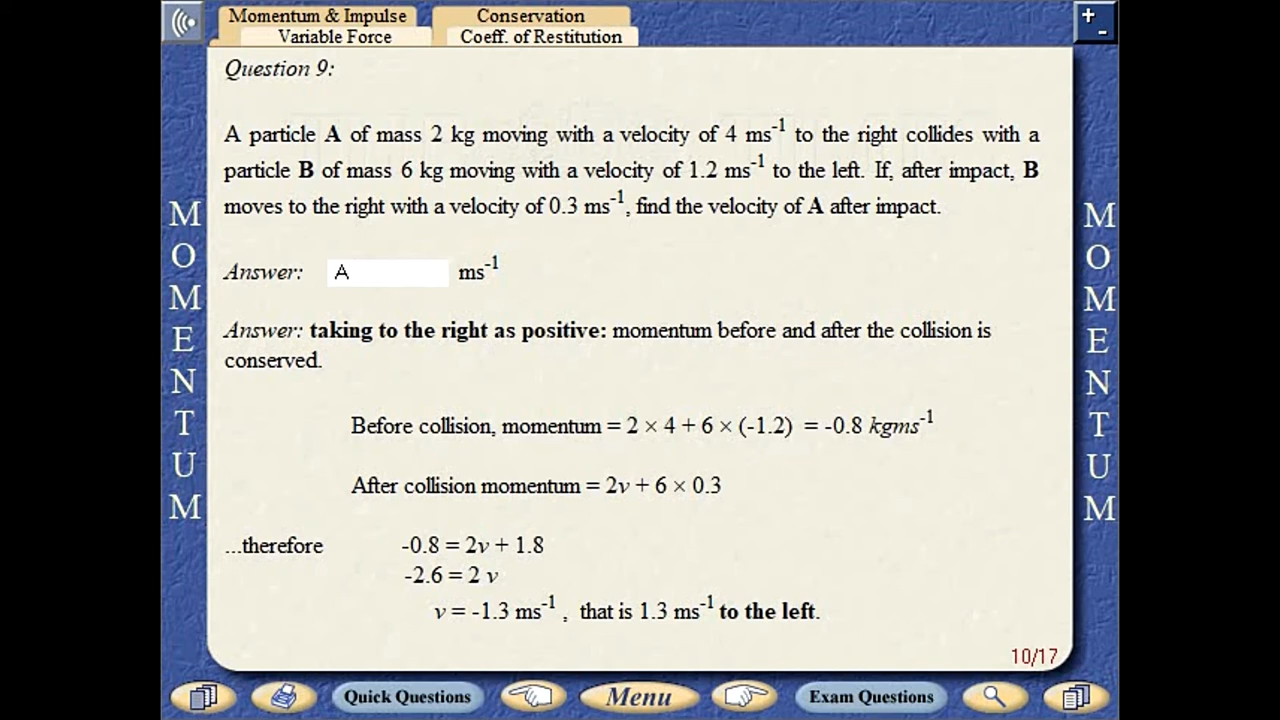 Momentum & Impulse
Conservation
Variable Force
Coeff. of Restitution
+
-
Question 9:
A particle A of mass 2 kg moving with a velocity of 4 ms⁻¹ to the right collides with a
particle B of mass 6 kg moving with a velocity of 1.2 ms⁻¹ to the left. If, after impact, B
moves to the right with a velocity of 0.3 ms⁻¹, find the velocity of A after impact.
Answer: A ms⁻¹
Answer: taking to the right as positive: momentum before and after the collision is
conserved.
Before collision, momentum = 2 × 4 + 6 × (-1.2) = -0.8 kgms⁻¹
After collision momentum = 2v + 6 × 0.3
...therefore -0.8 = 2v + 1.8
-2.6 = 2 v
v = -1.3 ms⁻¹ , that is 1.3 ms⁻¹ to the left.
10/17
MOMENTUM
MOMENTUM
Quick Questions
Menu
Exam Questions